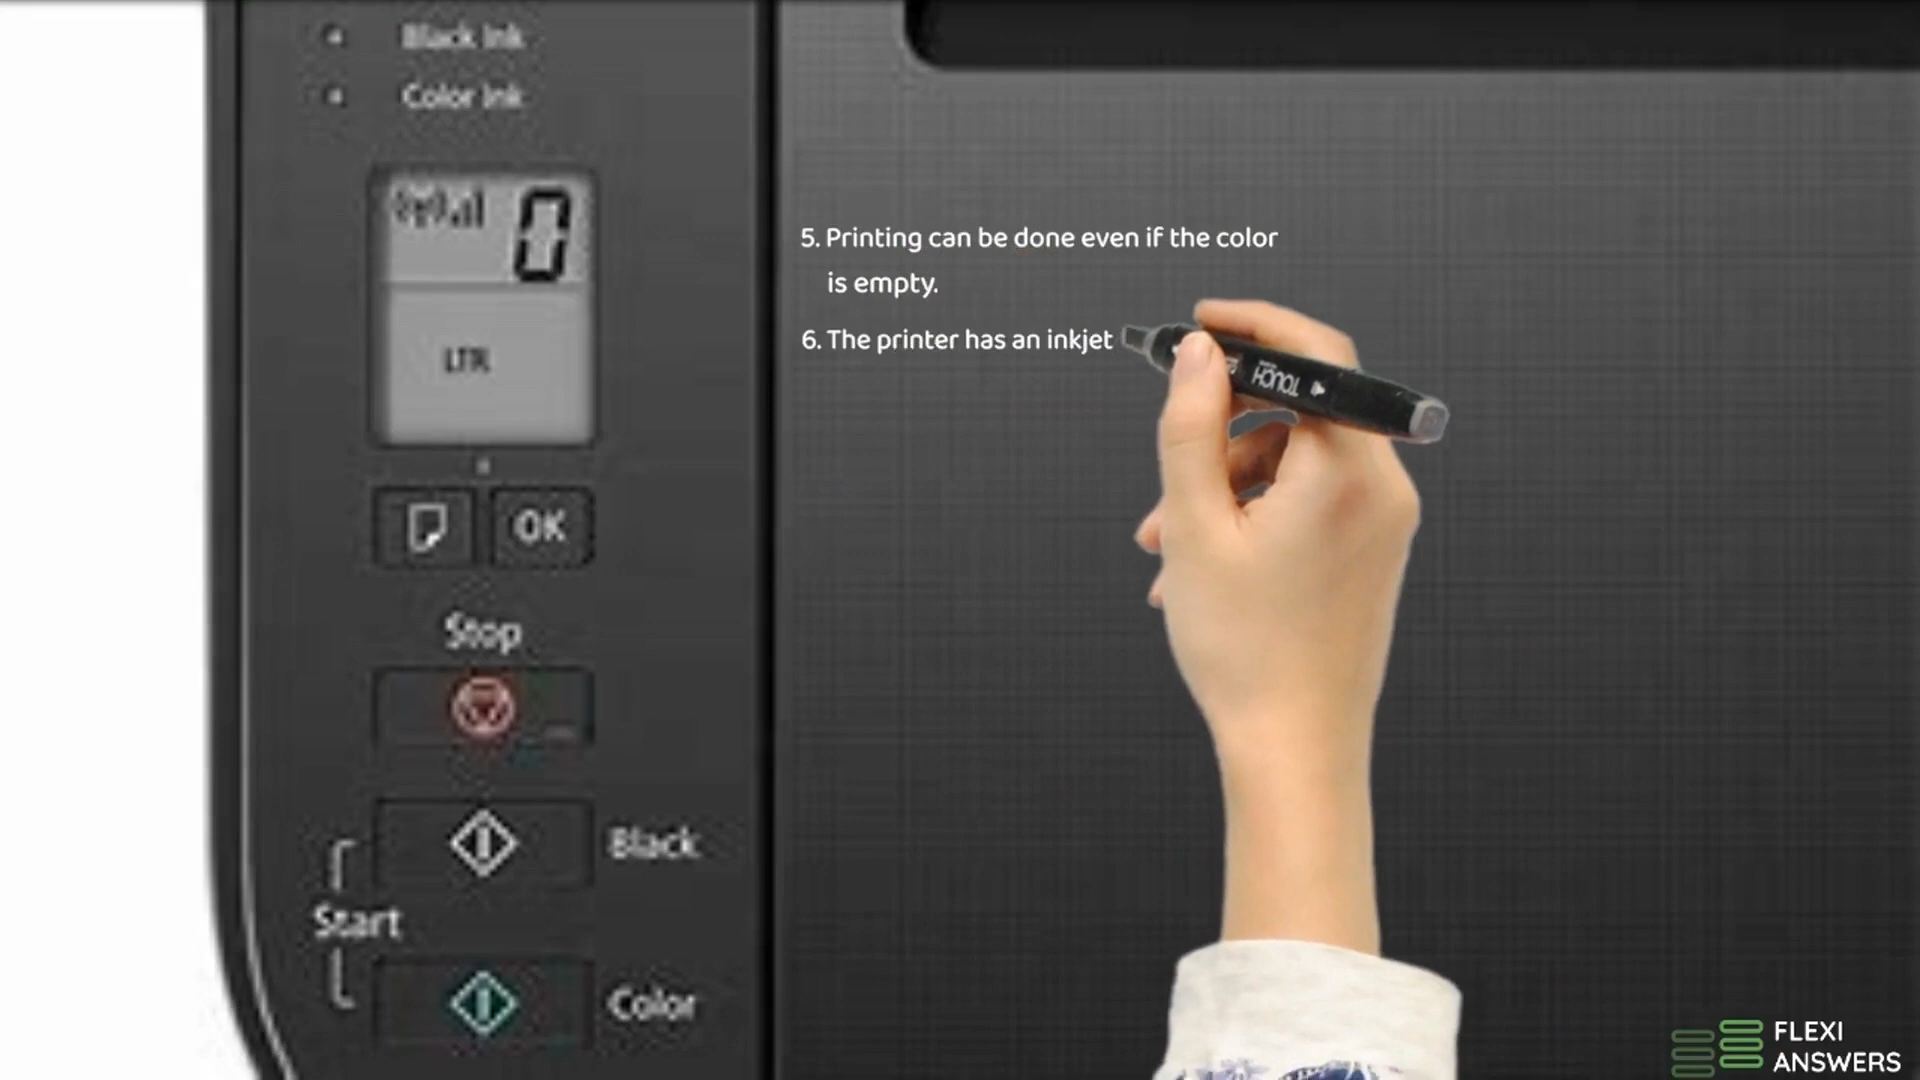 Black Ink
Color Ink
0
LTR
OK
Stop
Black
Start
Color
5. Printing can be done even if the color
is empty.
6. The printer has an inkjet
TOUCH
FLEXI
ANSWERS